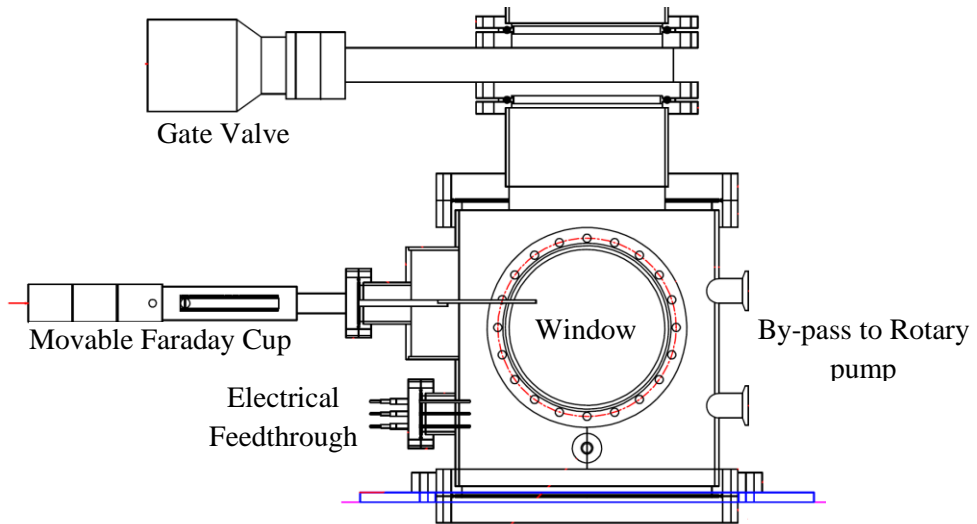 Gate Valve
Movable Faraday Cup
Window
By-pass to Rotary
pump
Electrical
Feedthrough